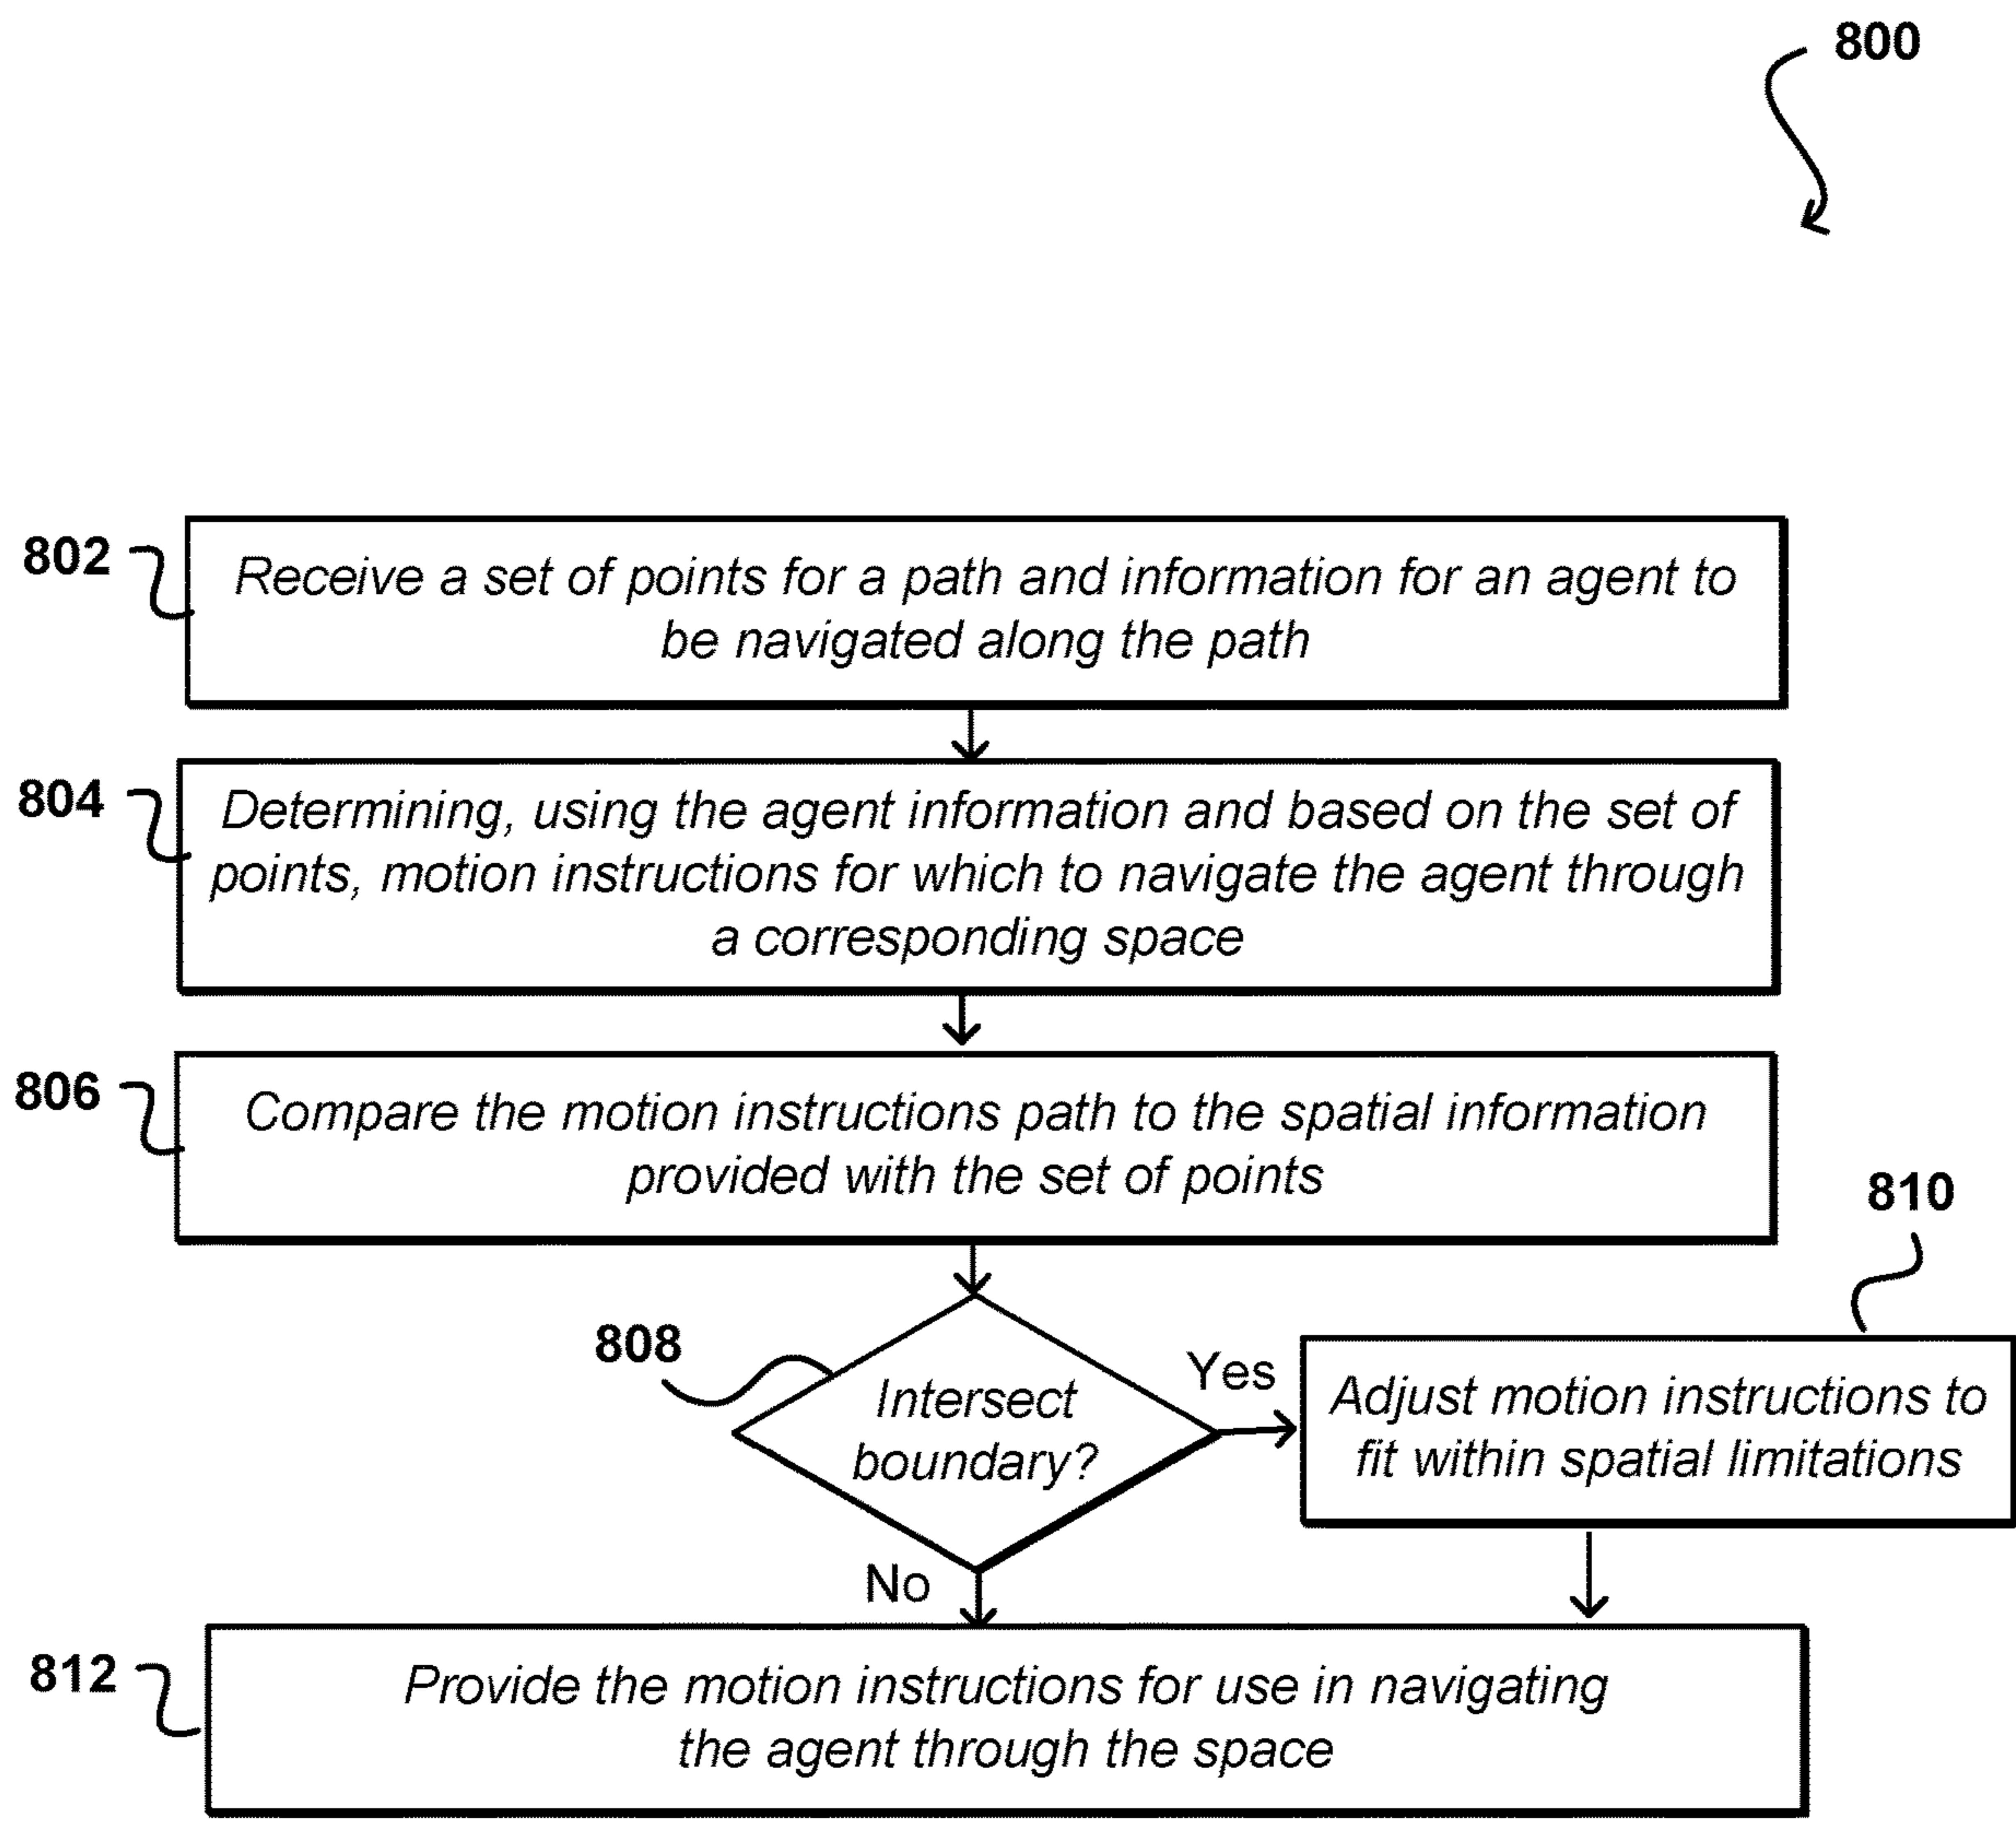 800
802
Receive a set of points for a path and information for an agent to
be navigated along the path
804
Determining, using the agent information and based on the set of
points, motion instructions for which to navigate the agent through
a corresponding space
806
Compare the motion instructions path to the spatial information
provided with the set of points
810
808
Intersect
boundary?
Yes
Adjust motion instructions to
fit within spatial limitations
No
812
Provide the motion instructions for use in navigating
the agent through the space